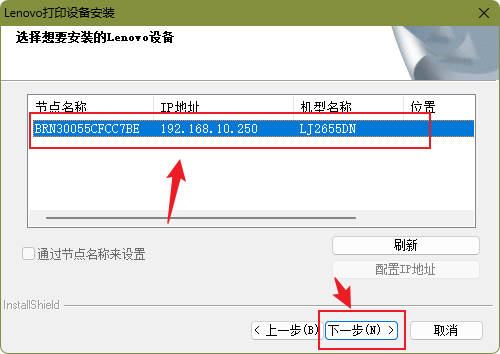 Lenovo打印设备安装
选择想要安装的Lenovo设备
节点名称 IP地址 机型名称 位置
BRN30055CFCC7BE 192.168.10.250 LJ2655DN
通过节点名称来设置
刷新
配置IP地址
InstallShield
< 上一步(B) 下一步(N) > 取消